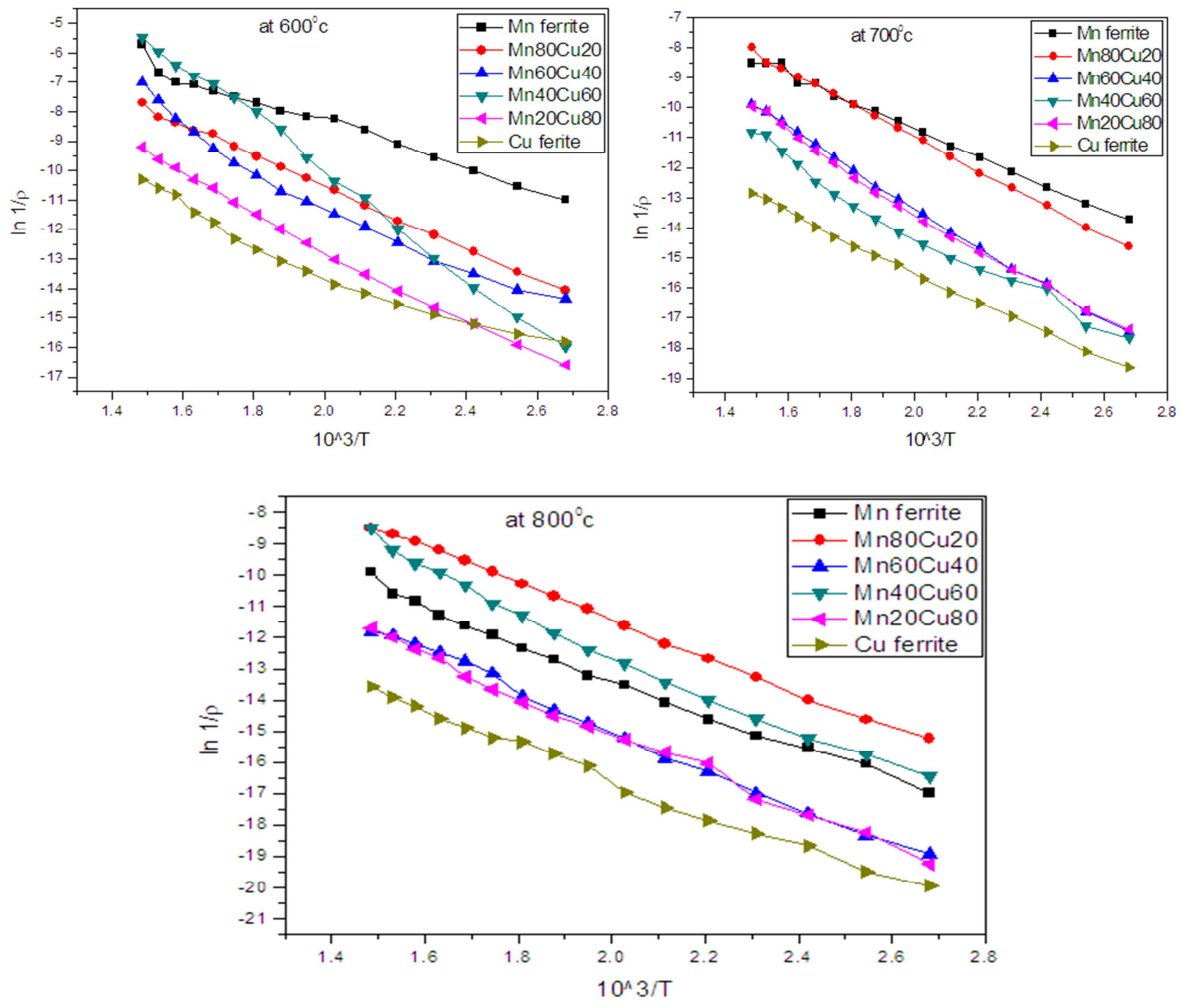 at 600⁰c
Mn ferrite
Mn80Cu20
Mn60Cu40
Mn40Cu60
Mn20Cu80
Cu ferite
ln 1/ρ
-5
-6
-7
-8
-9
-10
-11
-12
-13
-14
-15
-16
-17
1.4 1.6 1.8 2.0 2.2 2.4 2.6 2.8
10^3/T
at 700⁰c
Mn ferrite
Mn80Cu20
Mn60Cu40
Mn40Cu60
Mn20Cu80
Cu ferrite
ln 1/ρ
-7
-8
-9
-10
-11
-12
-13
-14
-15
-16
-17
-18
-19
1.4 1.6 1.8 2.0 2.2 2.4 2.6 2.8
10^3/T
at 800⁰c
Mn ferrite
Mn80Cu20
Mn60Cu40
Mn40Cu60
Mn20Cu80
Cu ferrite
ln 1/ρ
-8
-9
-10
-11
-12
-13
-14
-15
-16
-17
-18
-19
-20
-21
1.4 1.6 1.8 2.0 2.2 2.4 2.6 2.8
10^3/T